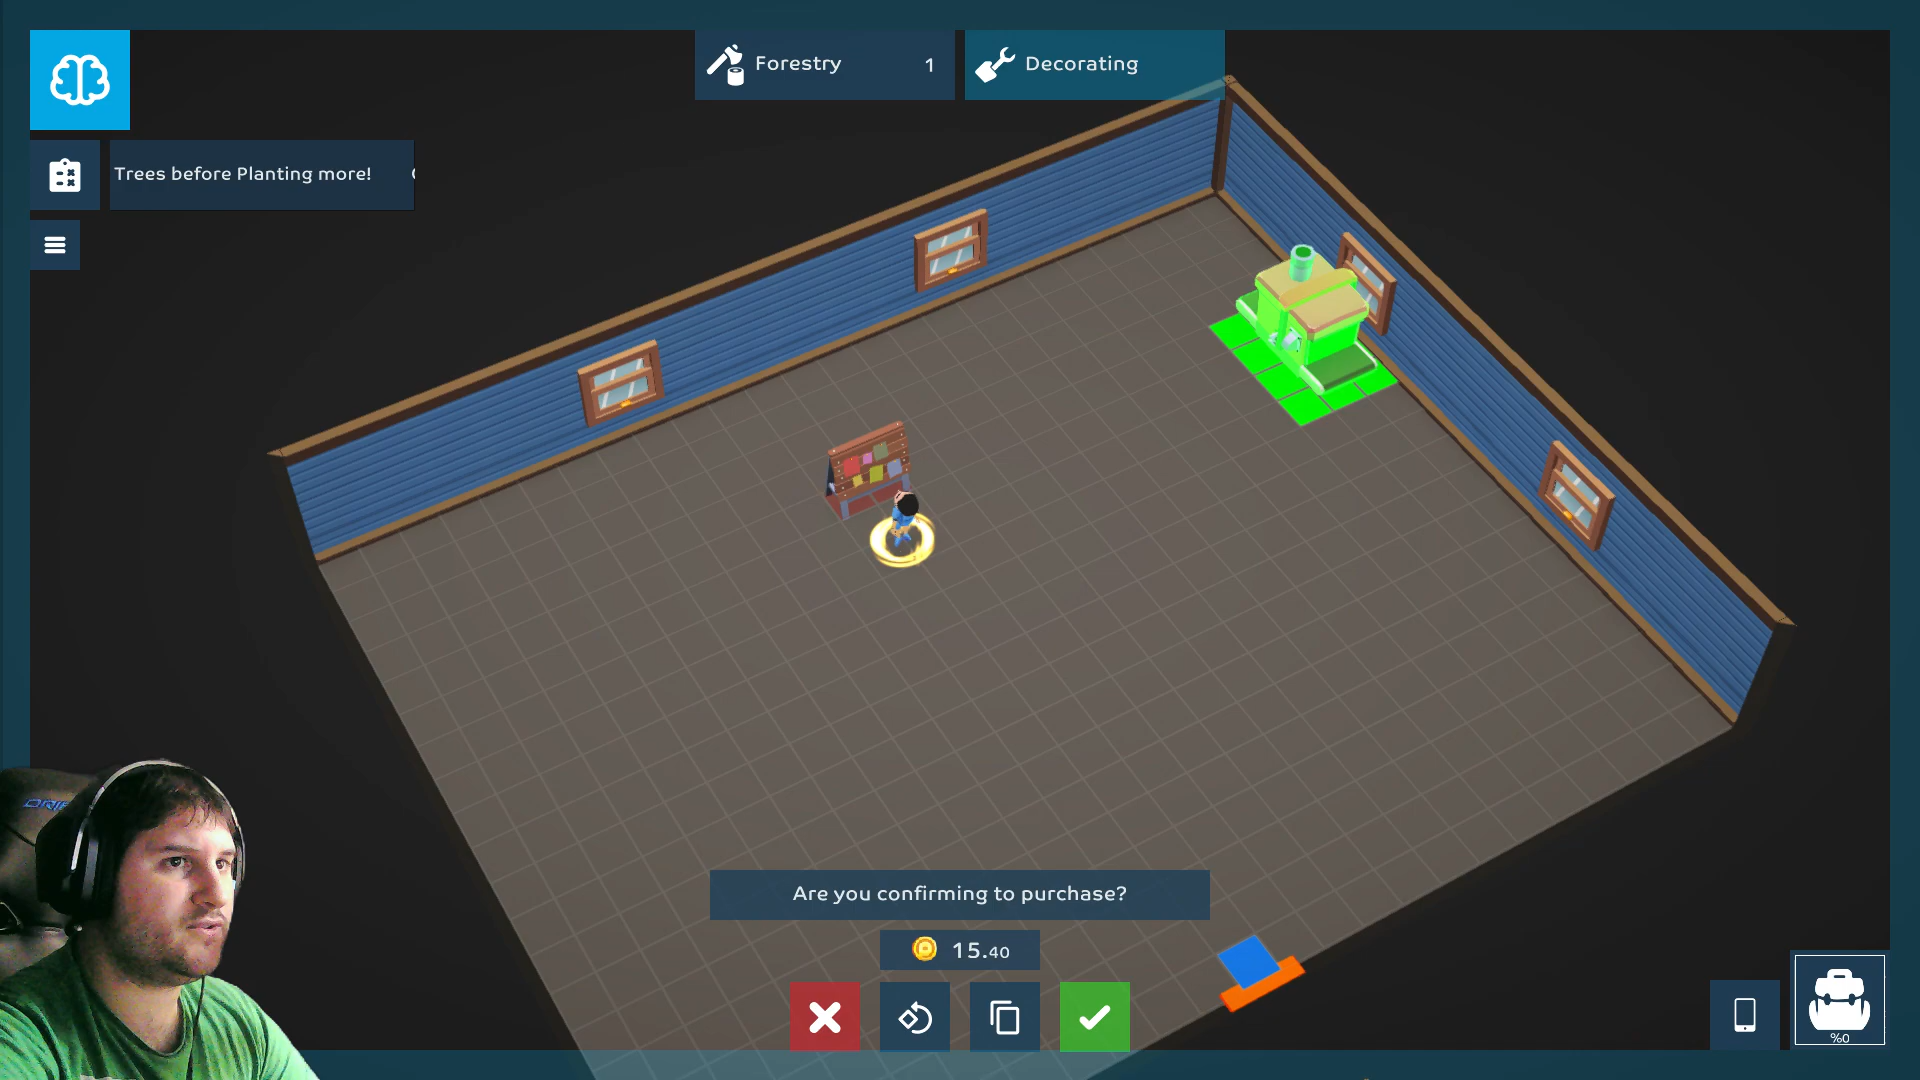 Forestry 1
Decorating
Trees before Planting more!
Are you confirming to purchase?
15.40
%0